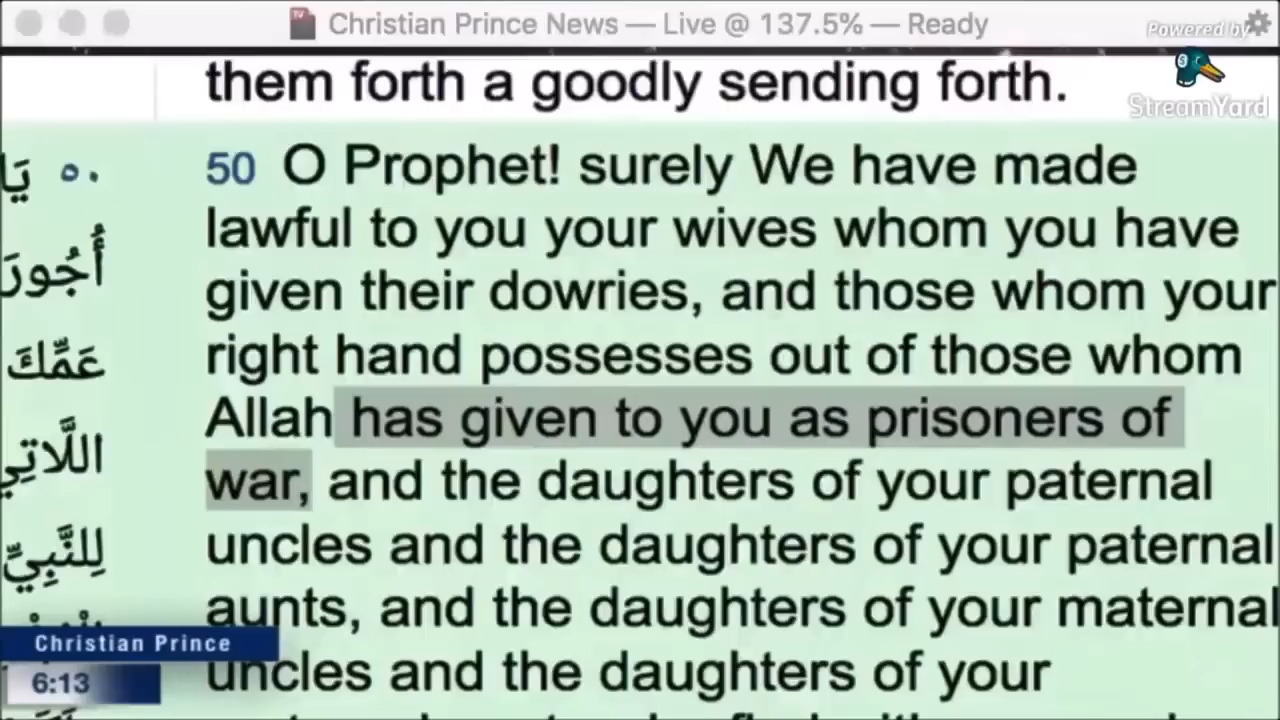 Christian Prince News — Live @ 137.5% — Ready
Powered by
StreamYard
them forth a goodly sending forth.
50 O Prophet! surely We have made
lawful to you your wives whom you have
given their dowries, and those whom your
right hand possesses out of those whom
Allah has given to you as prisoners of
war, and the daughters of your paternal
uncles and the daughters of your paternal
aunts, and the daughters of your maternal
uncles and the daughters of your
٥٠ يَا
أُجُورَ
عَمِّكَ
اللَّاتِي
لِلنَّبِيِّ
Christian Prince
6:13